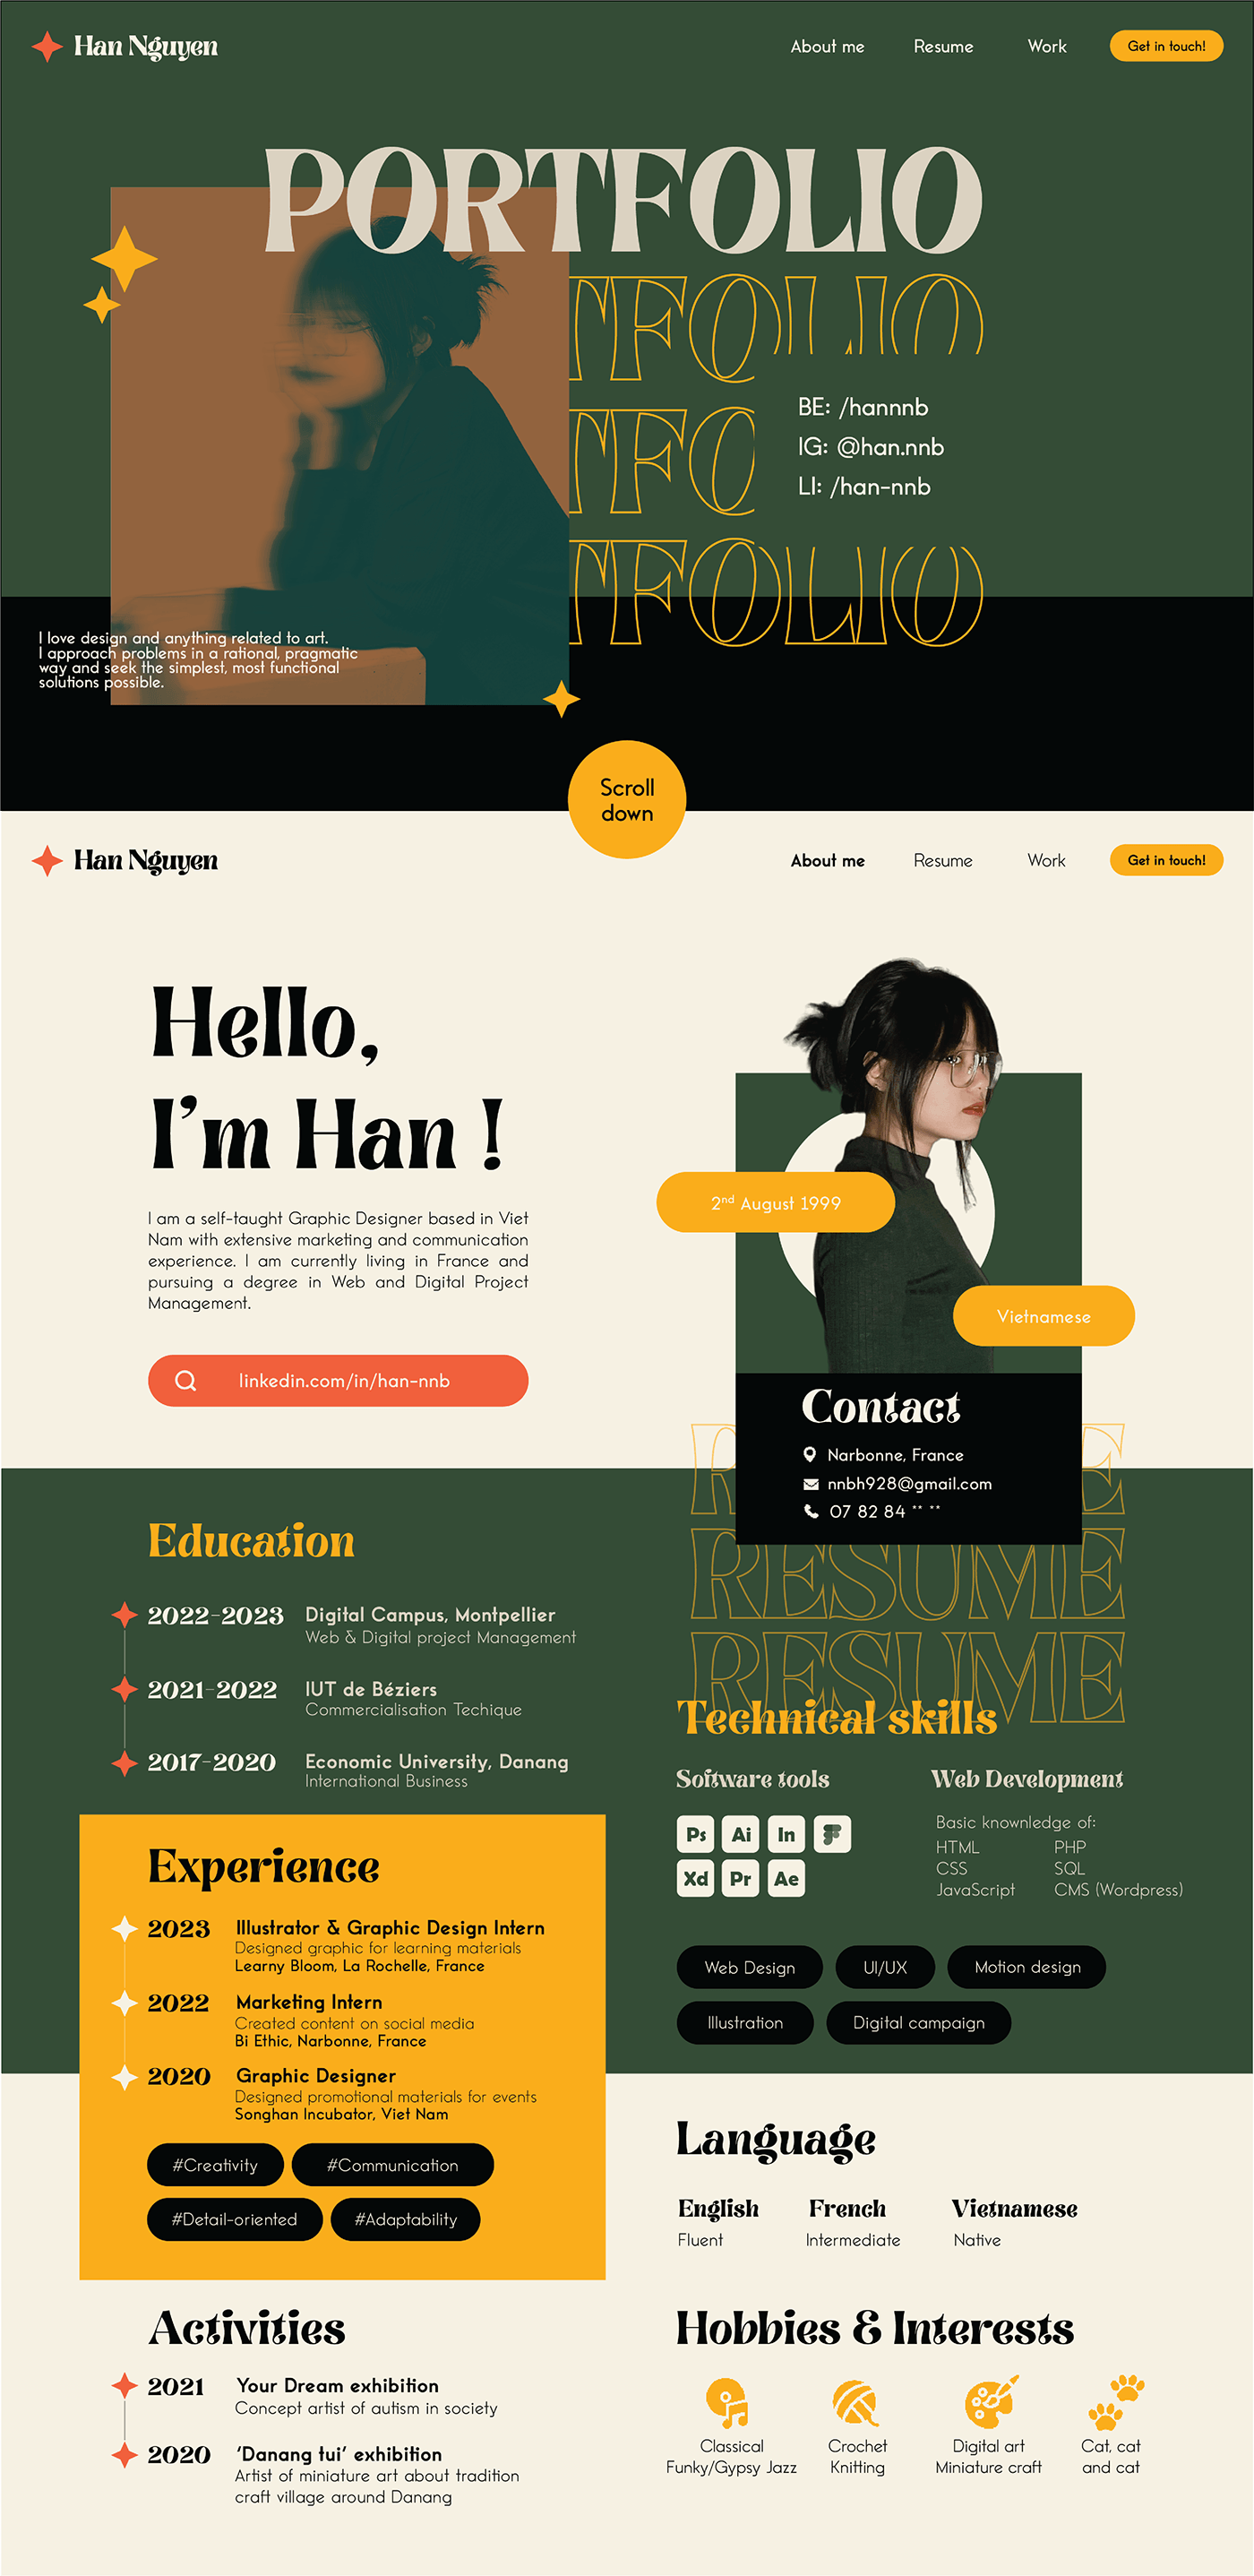 Han Nguyen
About me
Resume
Work
Get in touch!
PORTFOLIO
TFOLIO
TFO
TFOLIO
BE: /hannnb
IG: @han.nnb
LI: /han-nnb
I love design and anything related to art.
I approach problems in a rational, pragmatic
way and seek the simplest, most functional
solutions possible.
Scroll
down
Han Nguyen
About me
Resume
Work
Get in touch!
Hello,
I'm Han !
I am a self-taught Graphic Designer based in Viet
Nam with extensive marketing and communication
experience. I am currently living in France and
pursuing a degree in Web and Digital Project
Management.
linkedin.com/in/han-nnb
2nd August 1999
Vietnamese
Contact
Narbonne, France
nnbh928@gmail.com
07 82 84 ** **
RESUME
RESUME
RESUME
Education
2022-2023
Digital Campus, Montpellier
Web & Digital project Management
2021-2022
IUT de Béziers
Commercialisation Techique
2017-2020
Economic University, Danang
International Business
Experience
2023
Illustrator & Graphic Design Intern
Designed graphic for learning materials
Learny Bloom, La Rochelle, France
2022
Marketing Intern
Created content on social media
Bi Ethic, Narbonne, France
2020
Graphic Designer
Designed promotional materials for events
Songhan Incubator, Viet Nam
#Creativity
#Communication
#Detail-oriented
#Adaptability
Technical skills
Software tools
Ps
Ai
In
Xd
Pr
Ae
Web Development
Basic knownledge of:
HTML
PHP
CSS
SQL
JavaScript
CMS (Wordpress)
Web Design
UI/UX
Motion design
Illustration
Digital campaign
Language
English
French
Vietnamese
Fluent
Intermediate
Native
Activities
2021
Your Dream exhibition
Concept artist of autism in society
2020
'Danang tui' exhibition
Artist of miniature art about tradition
craft village around Danang
Hobbies & Interests
Classical
Funky/Gypsy Jazz
Crochet
Knitting
Digital art
Miniature craft
Cat, cat
and cat